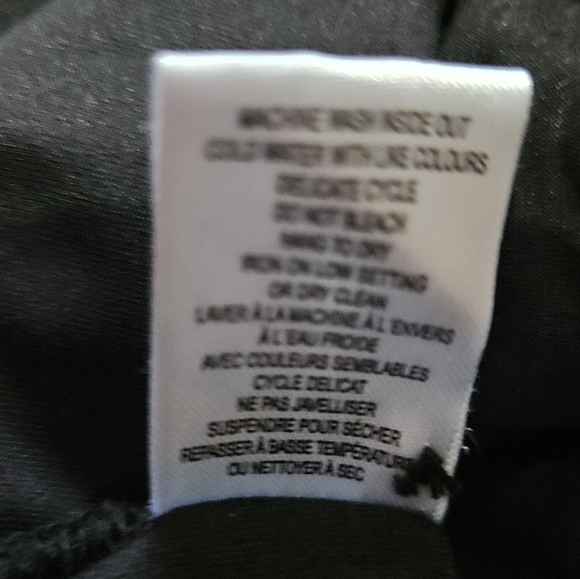 MACHINE WASH INSIDE OUT
COLD WATER WITH LIKE COLOURS
DELICATE CYCLE
DO NOT BLEACH
HANG TO DRY
IRON ON LOW SETTING
OR DRY CLEAN
LAVER À LA MACHINE À L'ENVERS
À L'EAU FROIDE
AVEC COULEURS SEMBLABLES
CYCLE DELICAT
NE PAS JAVELLISER
SUSPENDRE POUR SÉCHER
REPASSER À BASSE TEMPÉRATURE
OU NETTOYER À SEC